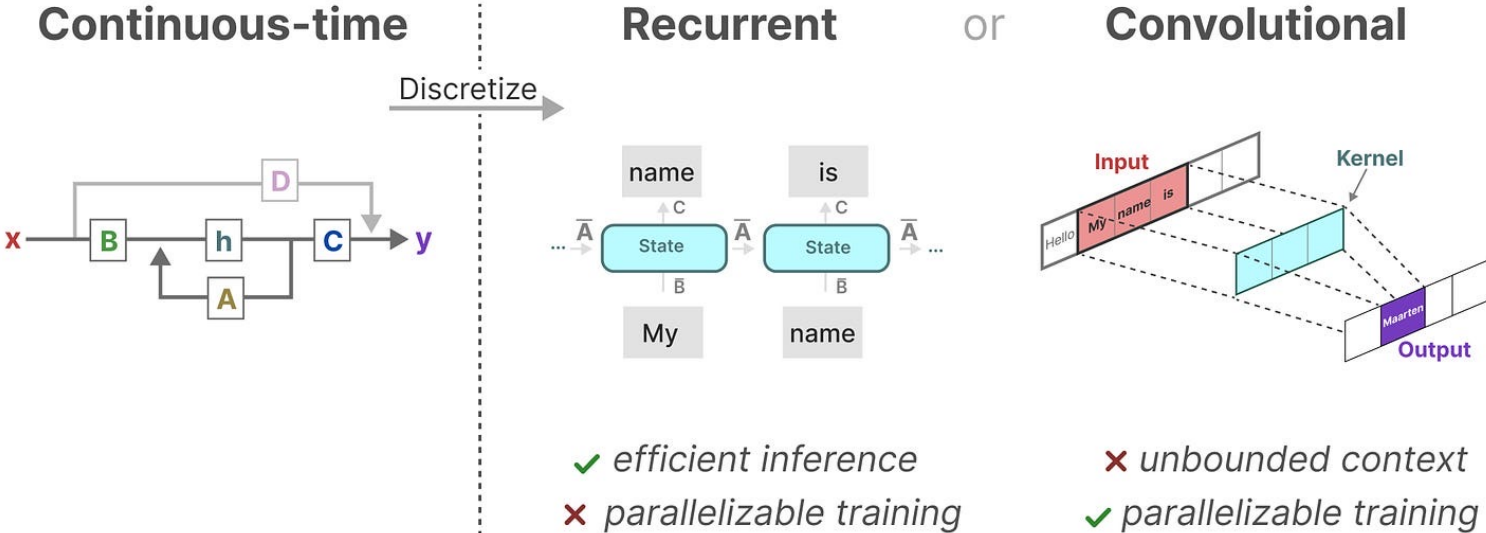 Continuous-time
Discretize
D
x
B
h
C
y
A
Recurrent
or
Convolutional
name
is
C
C
... A̅
State
A̅
State
A̅ ...
B̅
B̅
My
name
✓ efficient inference
✗ parallelizable training
Input
Kernel
Hello
My
name
is
Maarten
Output
✗ unbounded context
✓ parallelizable training